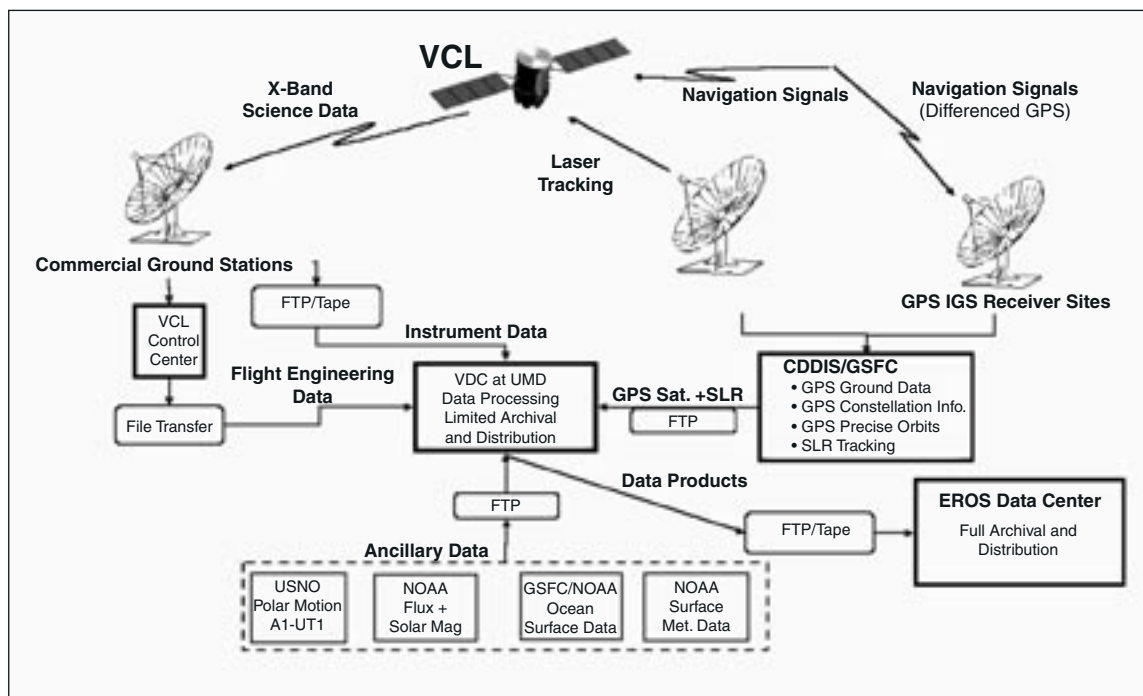 VCL
X-Band
Science Data
Navigation Signals
Navigation Signals
(Differenced GPS)
Laser
Tracking
Commercial Ground Stations
GPS IGS Receiver Sites
FTP/Tape
VCL
Control
Center
Instrument Data
Flight Engineering
Data
File Transfer
VDC at UMD
Data Processing
Limited Archival
and Distribution
GPS Sat. +SLR
FTP
CDDIS/GSFC
• GPS Ground Data
• GPS Constellation Info.
• GPS Precise Orbits
• SLR Tracking
FTP
Data Products
FTP/Tape
EROS Data Center
Full Archival and
Distribution
Ancillary Data
USNO
Polar Motion
A1-UT1
NOAA
Flux +
Solar Mag
GSFC/NOAA
Ocean
Surface Data
NOAA
Surface
Met. Data